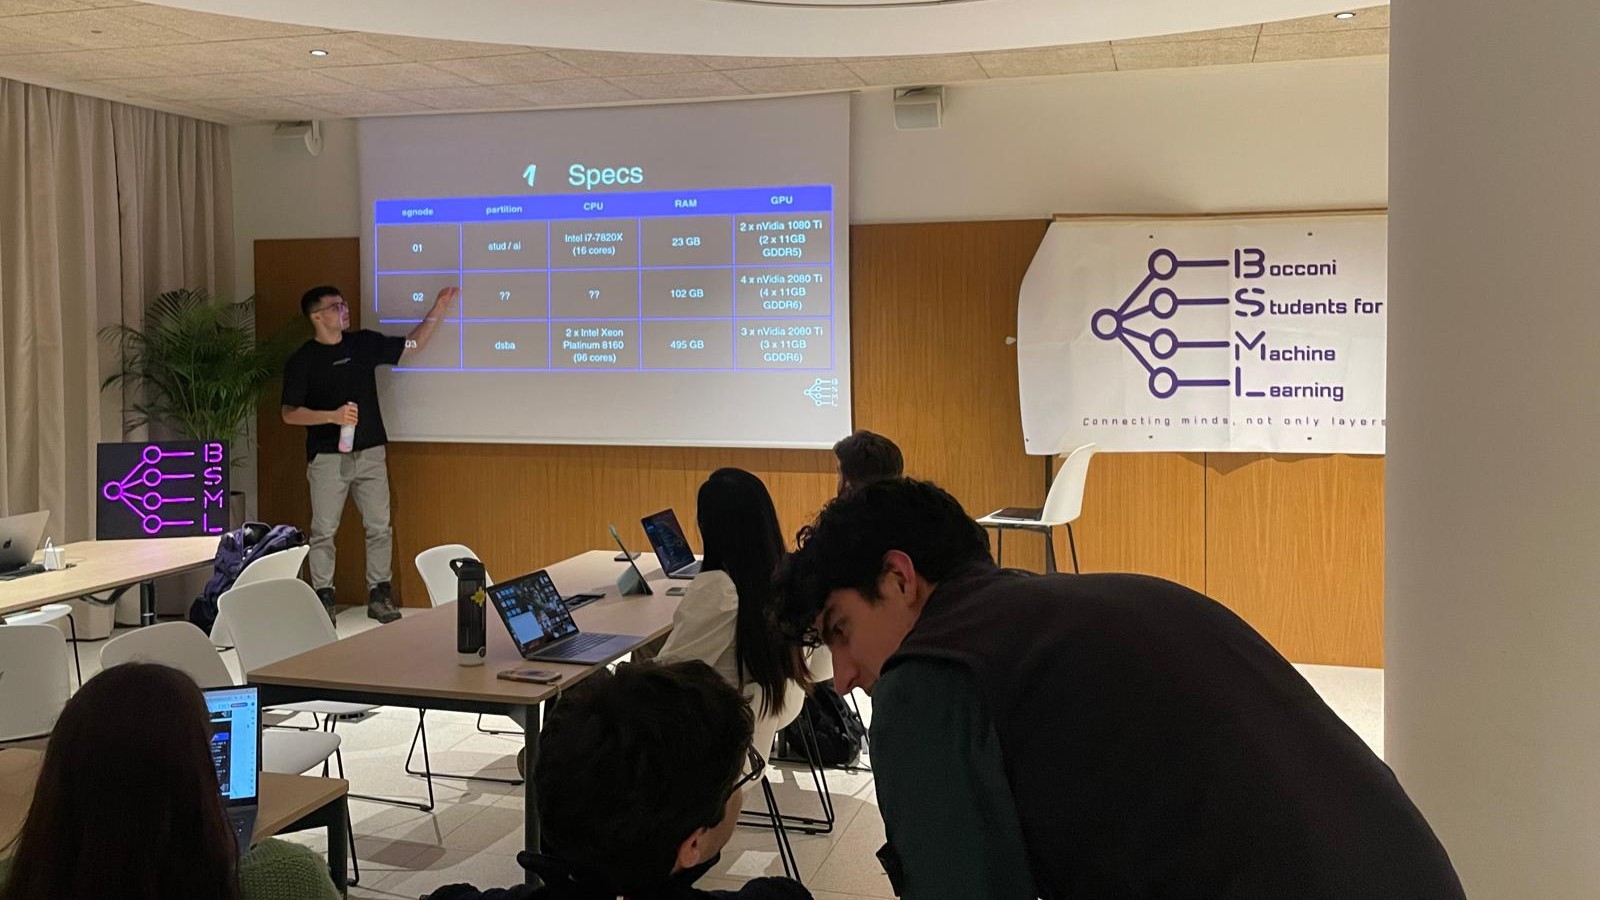 1 Specs
sgnode partition CPU RAM GPU
01 stud / ai Intel i7-7820X (16 cores) 23 GB 2 x nVidia 1080 Ti (2 x 11GB GDDR5)
02 ?? ?? 102 GB 4 x nVidia 2080 Ti (4 x 11GB GDDR6)
03 dsba 2 x Intel Xeon Platinum 8160 (96 cores) 495 GB 3 x nVidia 2080 Ti (3 x 11GB GDDR6)
Bocconi
Students for
Machine
Learning
Connecting minds, not only layers
B
S
M
L